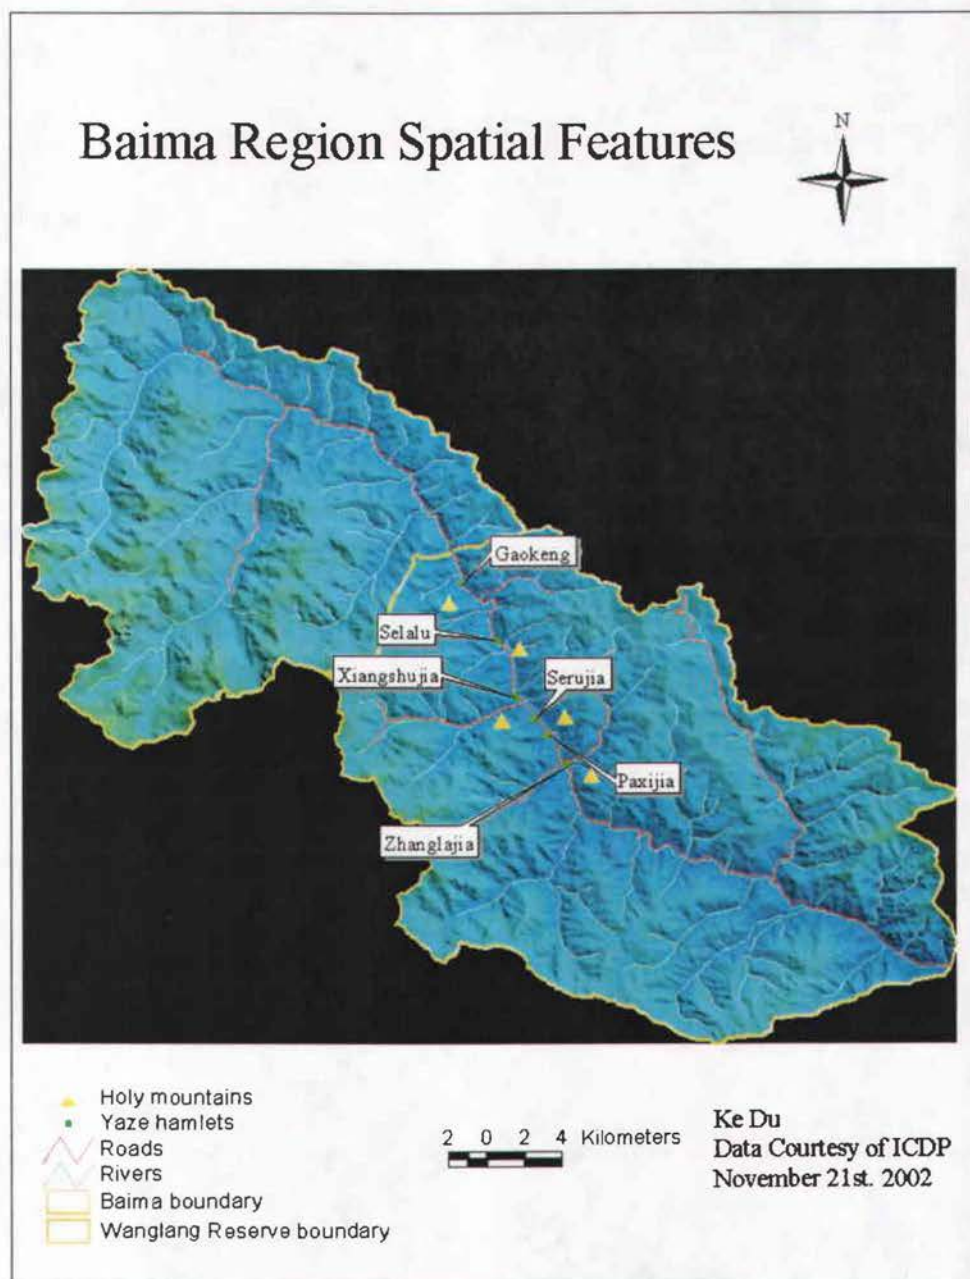 Baima Region Spatial Features
N
Gaokeng
Selalu
Xiangshujia
Serujia
Paxijia
Zhanglajia
Holy mountains
Yaze hamlets
Roads
Rivers
Baima boundary
Wanglang Reserve boundary
2 0 2 4 Kilometers
Ke Du
Data Courtesy of ICDP
November 21st. 2002